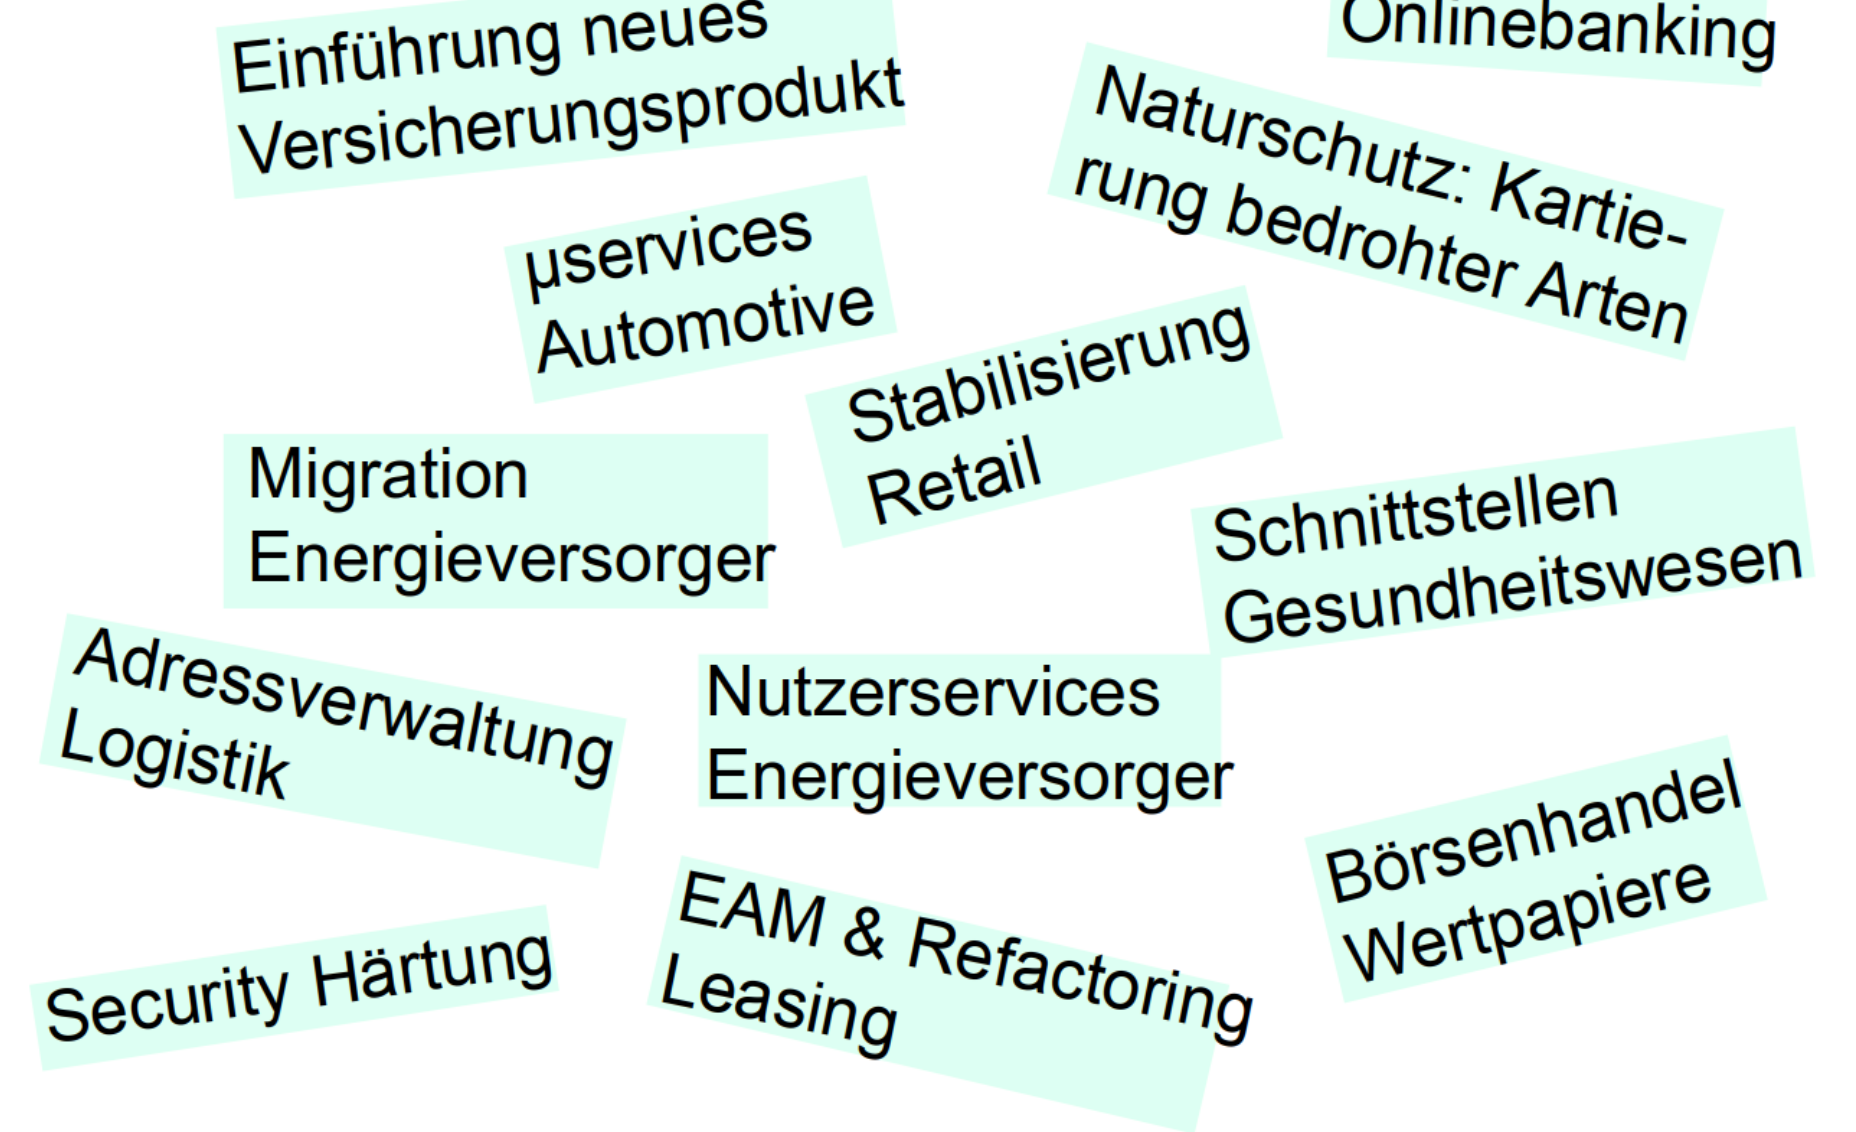 Einführung neues
Versicherungsprodukt
Onlinebanking
Naturschutz: Kartie-
rung bedrohter Arten
µservices
Automotive
Stabilisierung
Retail
Migration
Energieversorger
Schnittstellen
Gesundheitswesen
Adressverwaltung
Logistik
Nutzerservices
Energieversorger
Börsenhandel
Wertpapiere
EAM & Refactoring
Leasing
Security Härtung